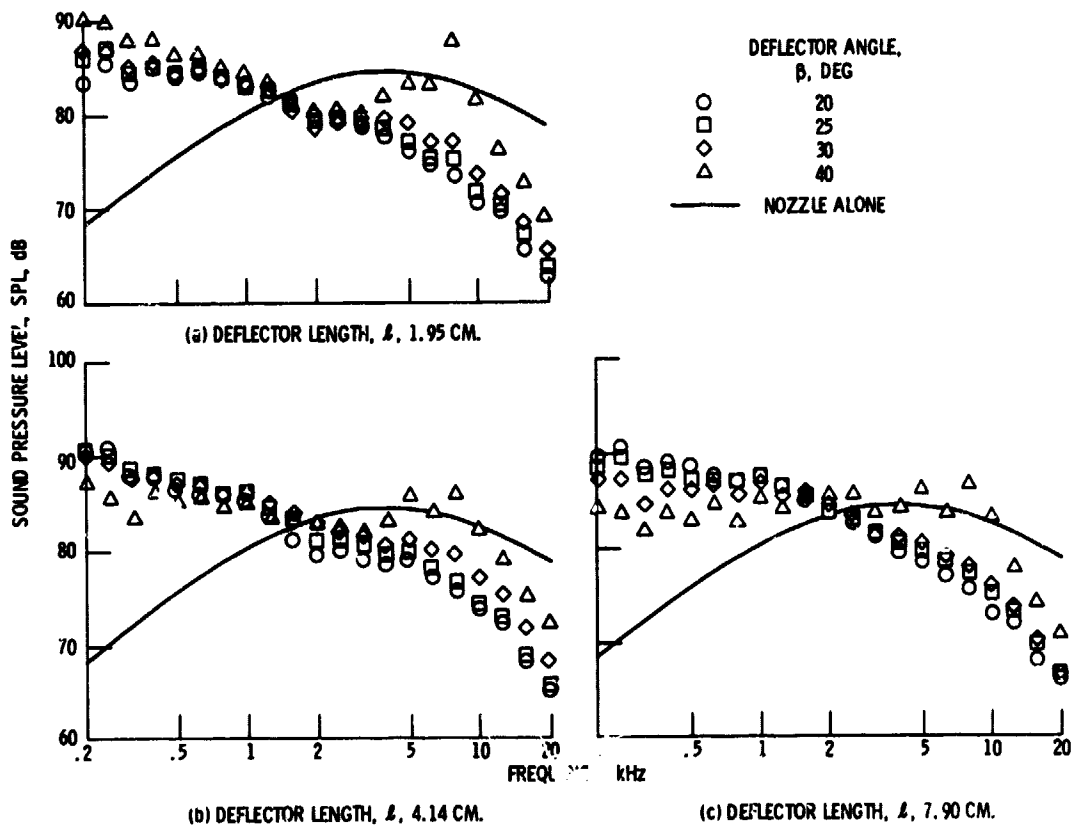 90
80
70
60
DEFLECTOR ANGLE,
β, DEG
20
25
30
40
NOZZLE ALONE
(a) DEFLECTOR LENGTH, ℓ, 1.95 CM.
SOUND PRESSURE LEVEL, SPL, dB
100
90
80
70
60
.2 .5 1 2 5 10 20
.5 1 2 5 10 20
kHz
(b) DEFLECTOR LENGTH, ℓ, 4.14 CM.
(c) DEFLECTOR LENGTH, ℓ, 7.90 CM.